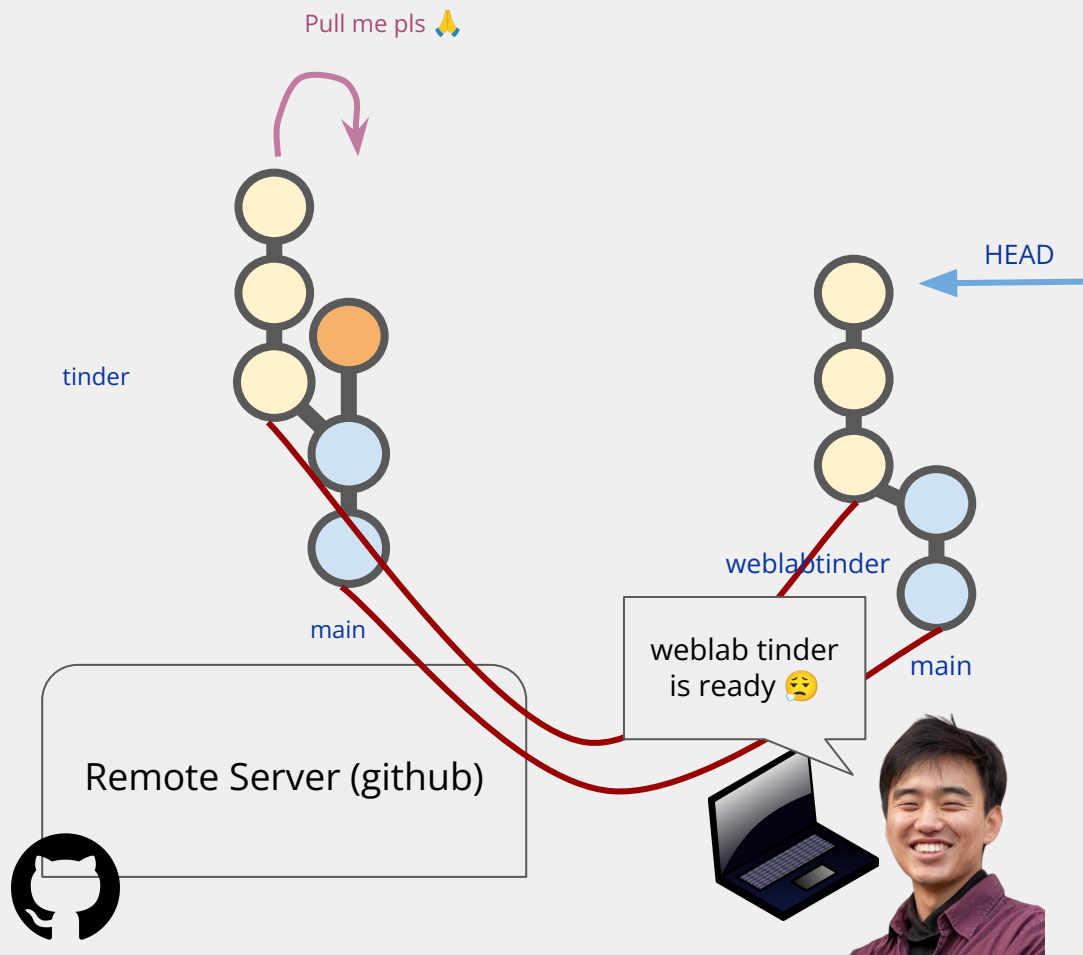 Pull me pls 🙏
HEAD
tinder
weblabtinder
main
weblab tinder
is ready 😮‍💨
main
Remote Server (github)